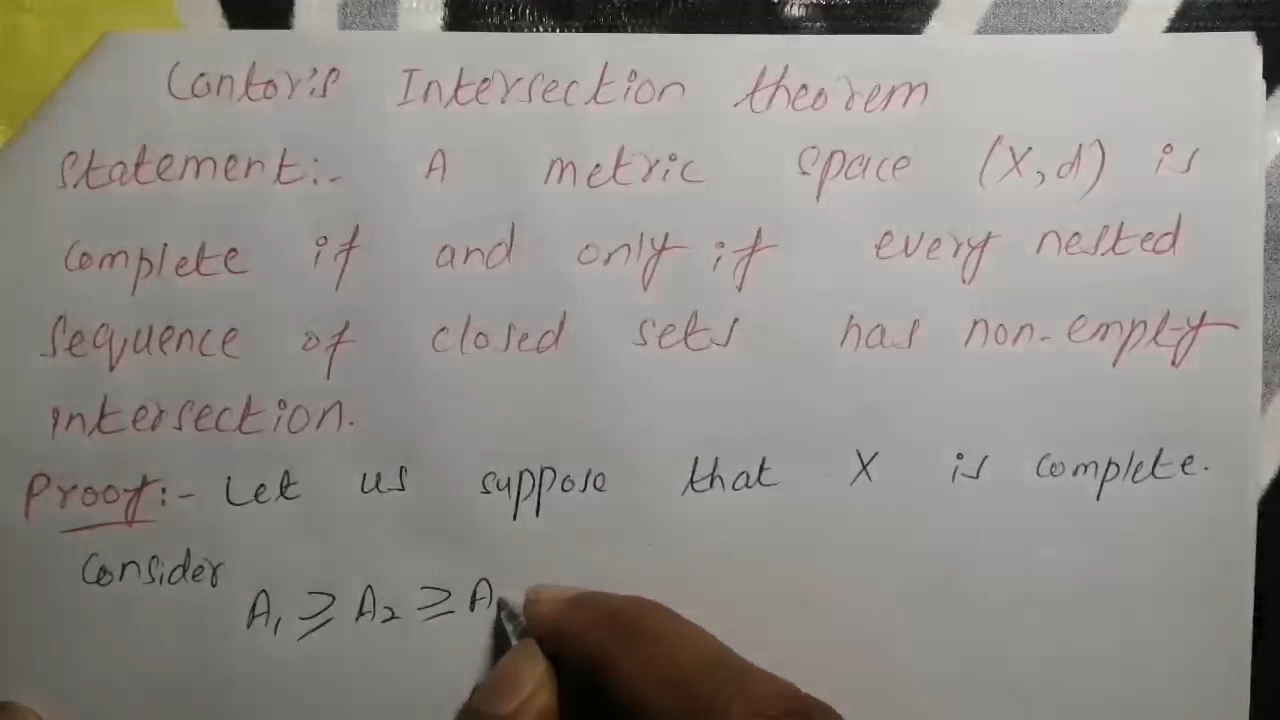 Cantor's Intersection theorem
Statement:- A metric space (X,d) is
complete if and only if every nested
sequence of closed sets has non-empty
intersection.
Proof:- Let us suppose that X is complete.
Consider
A₁ ≥ A₂ ≥ A